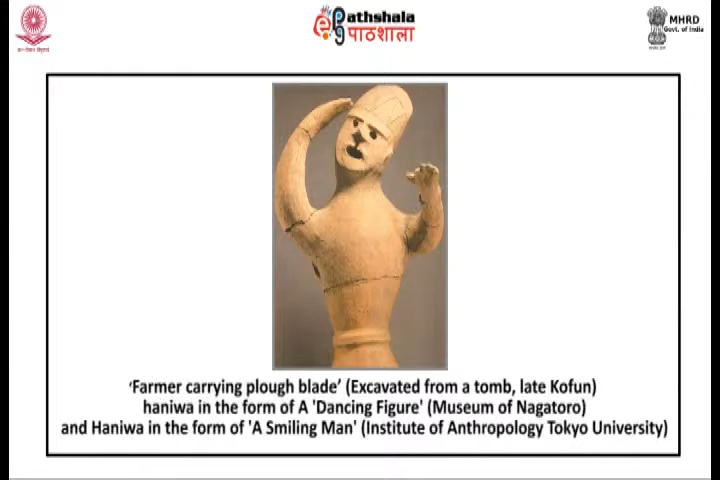 Pathshala
पाठशाला
MHRD
Govt. of India
'Farmer carrying plough blade' (Excavated from a tomb, late Kofun)
haniwa in the form of A 'Dancing Figure' (Museum of Nagatoro)
and Haniwa in the form of 'A Smiling Man' (Institute of Anthropology Tokyo University)